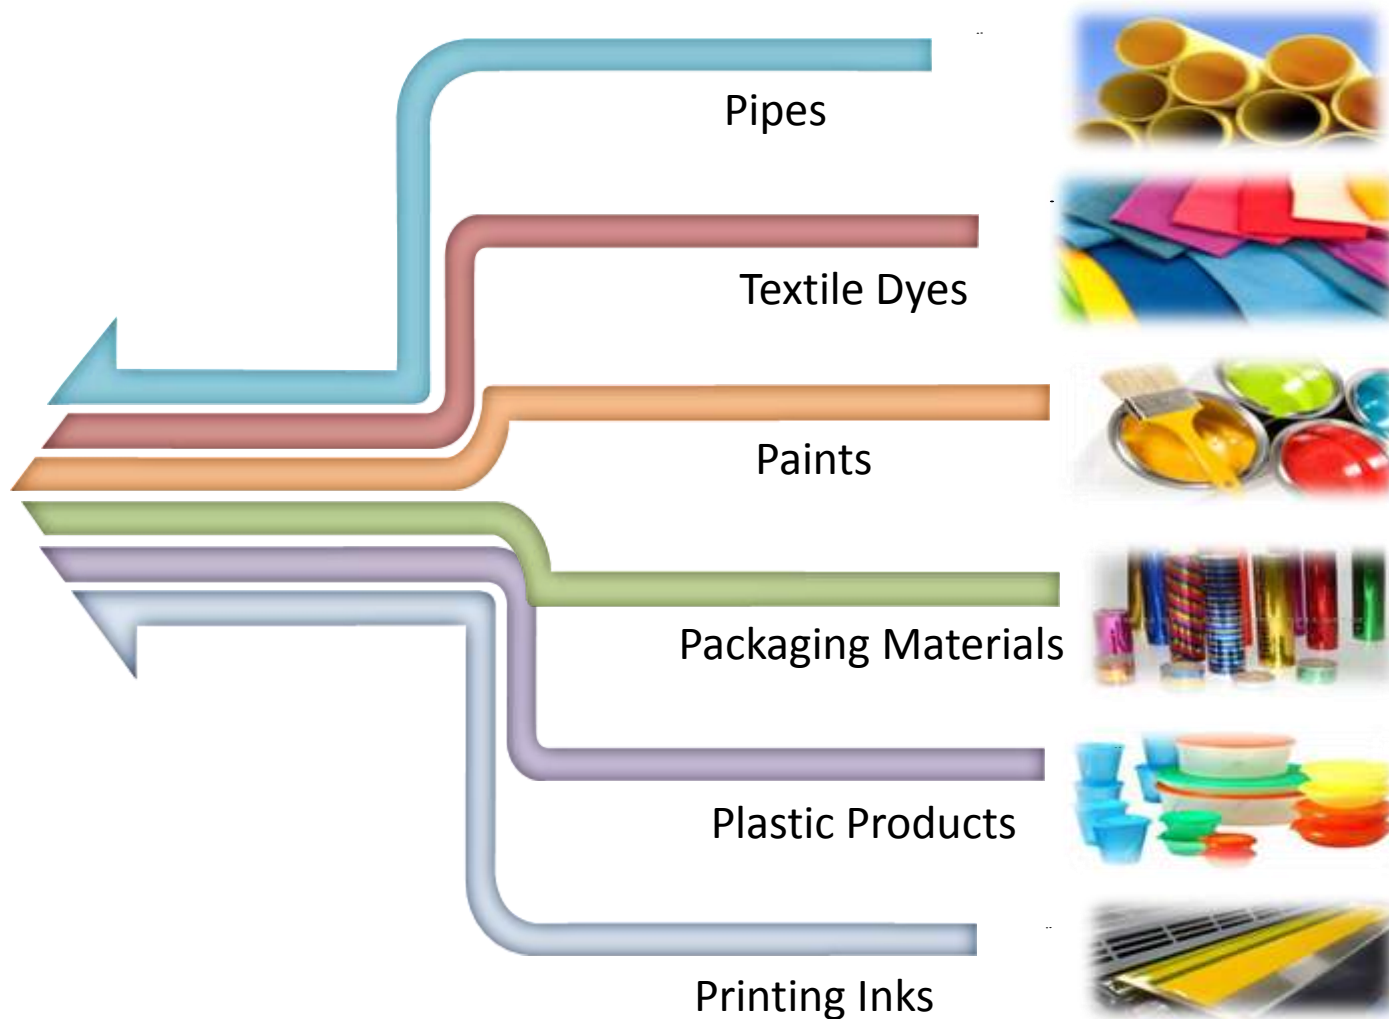 Pipes
Textile Dyes
Paints
Packaging Materials
Plastic Products
Printing Inks